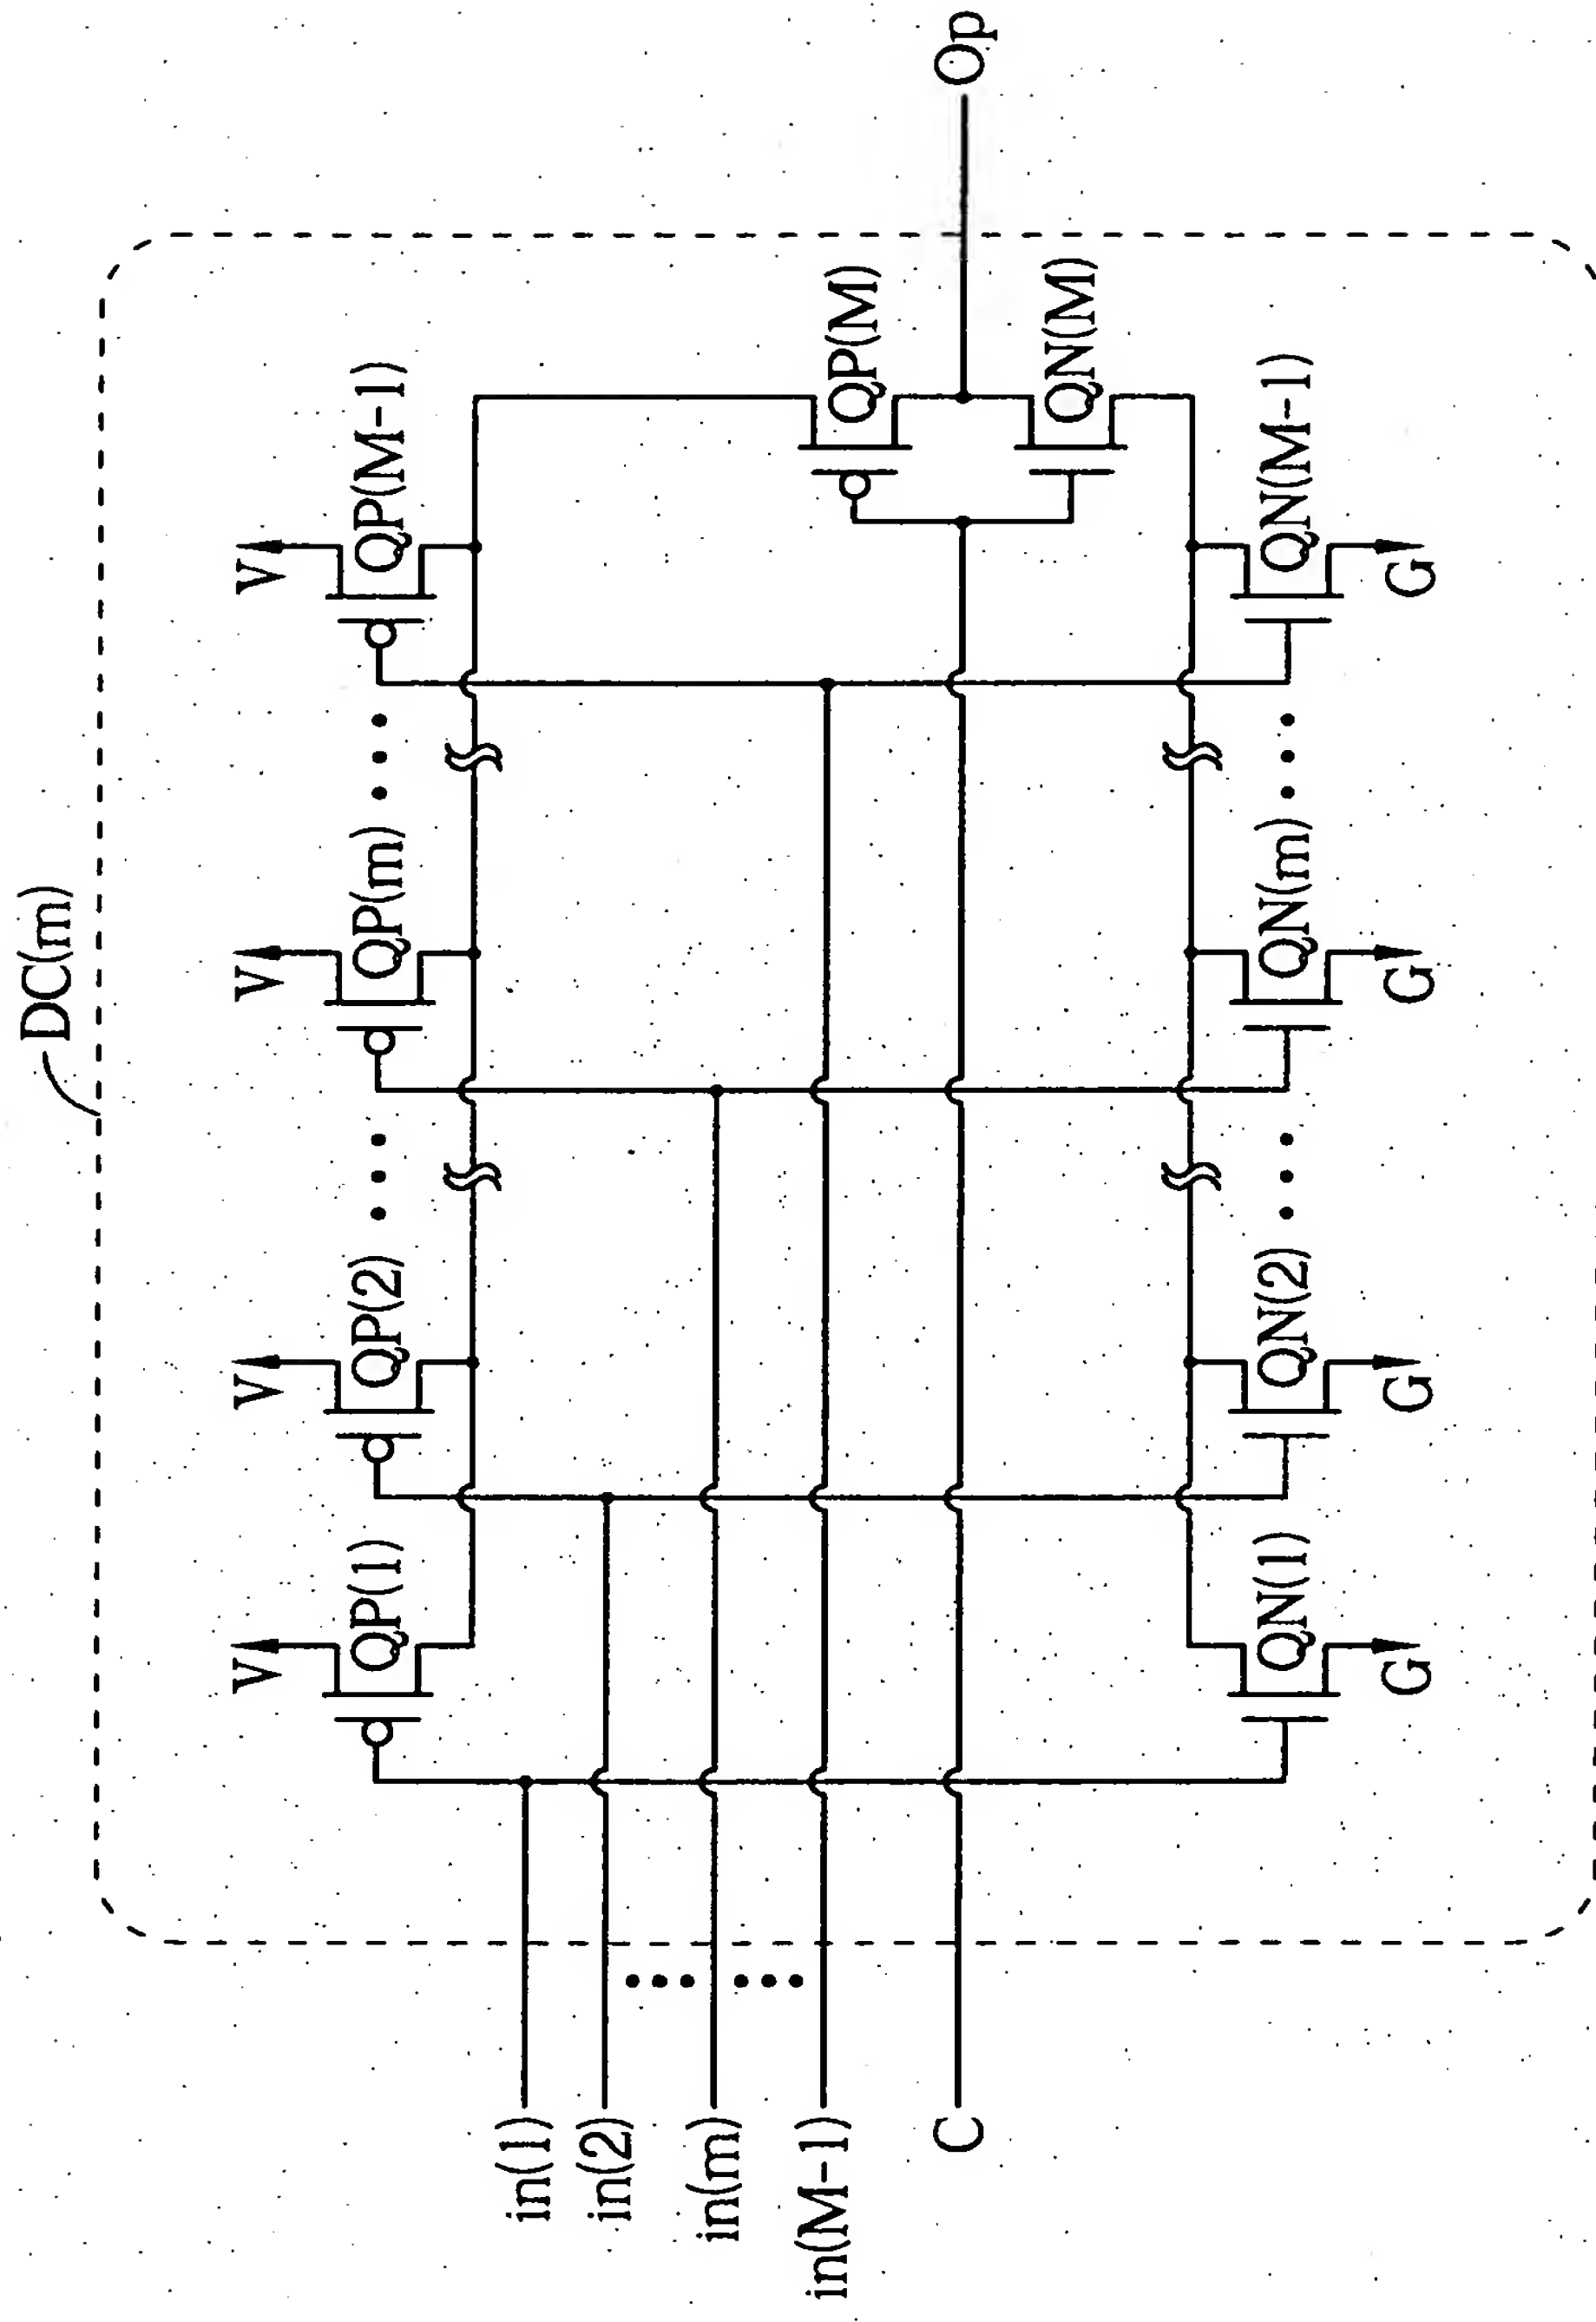 DC(m)
V
V
V
V
QP(1)
QP(2)
QP(m)
QP(M-1)
in(1)
in(2)
in(m)
in(M-1)
C
QP(M)
QN(M)
Op
QN(1)
QN(2)
QN(m)
QN(M-1)
G
G
G
G